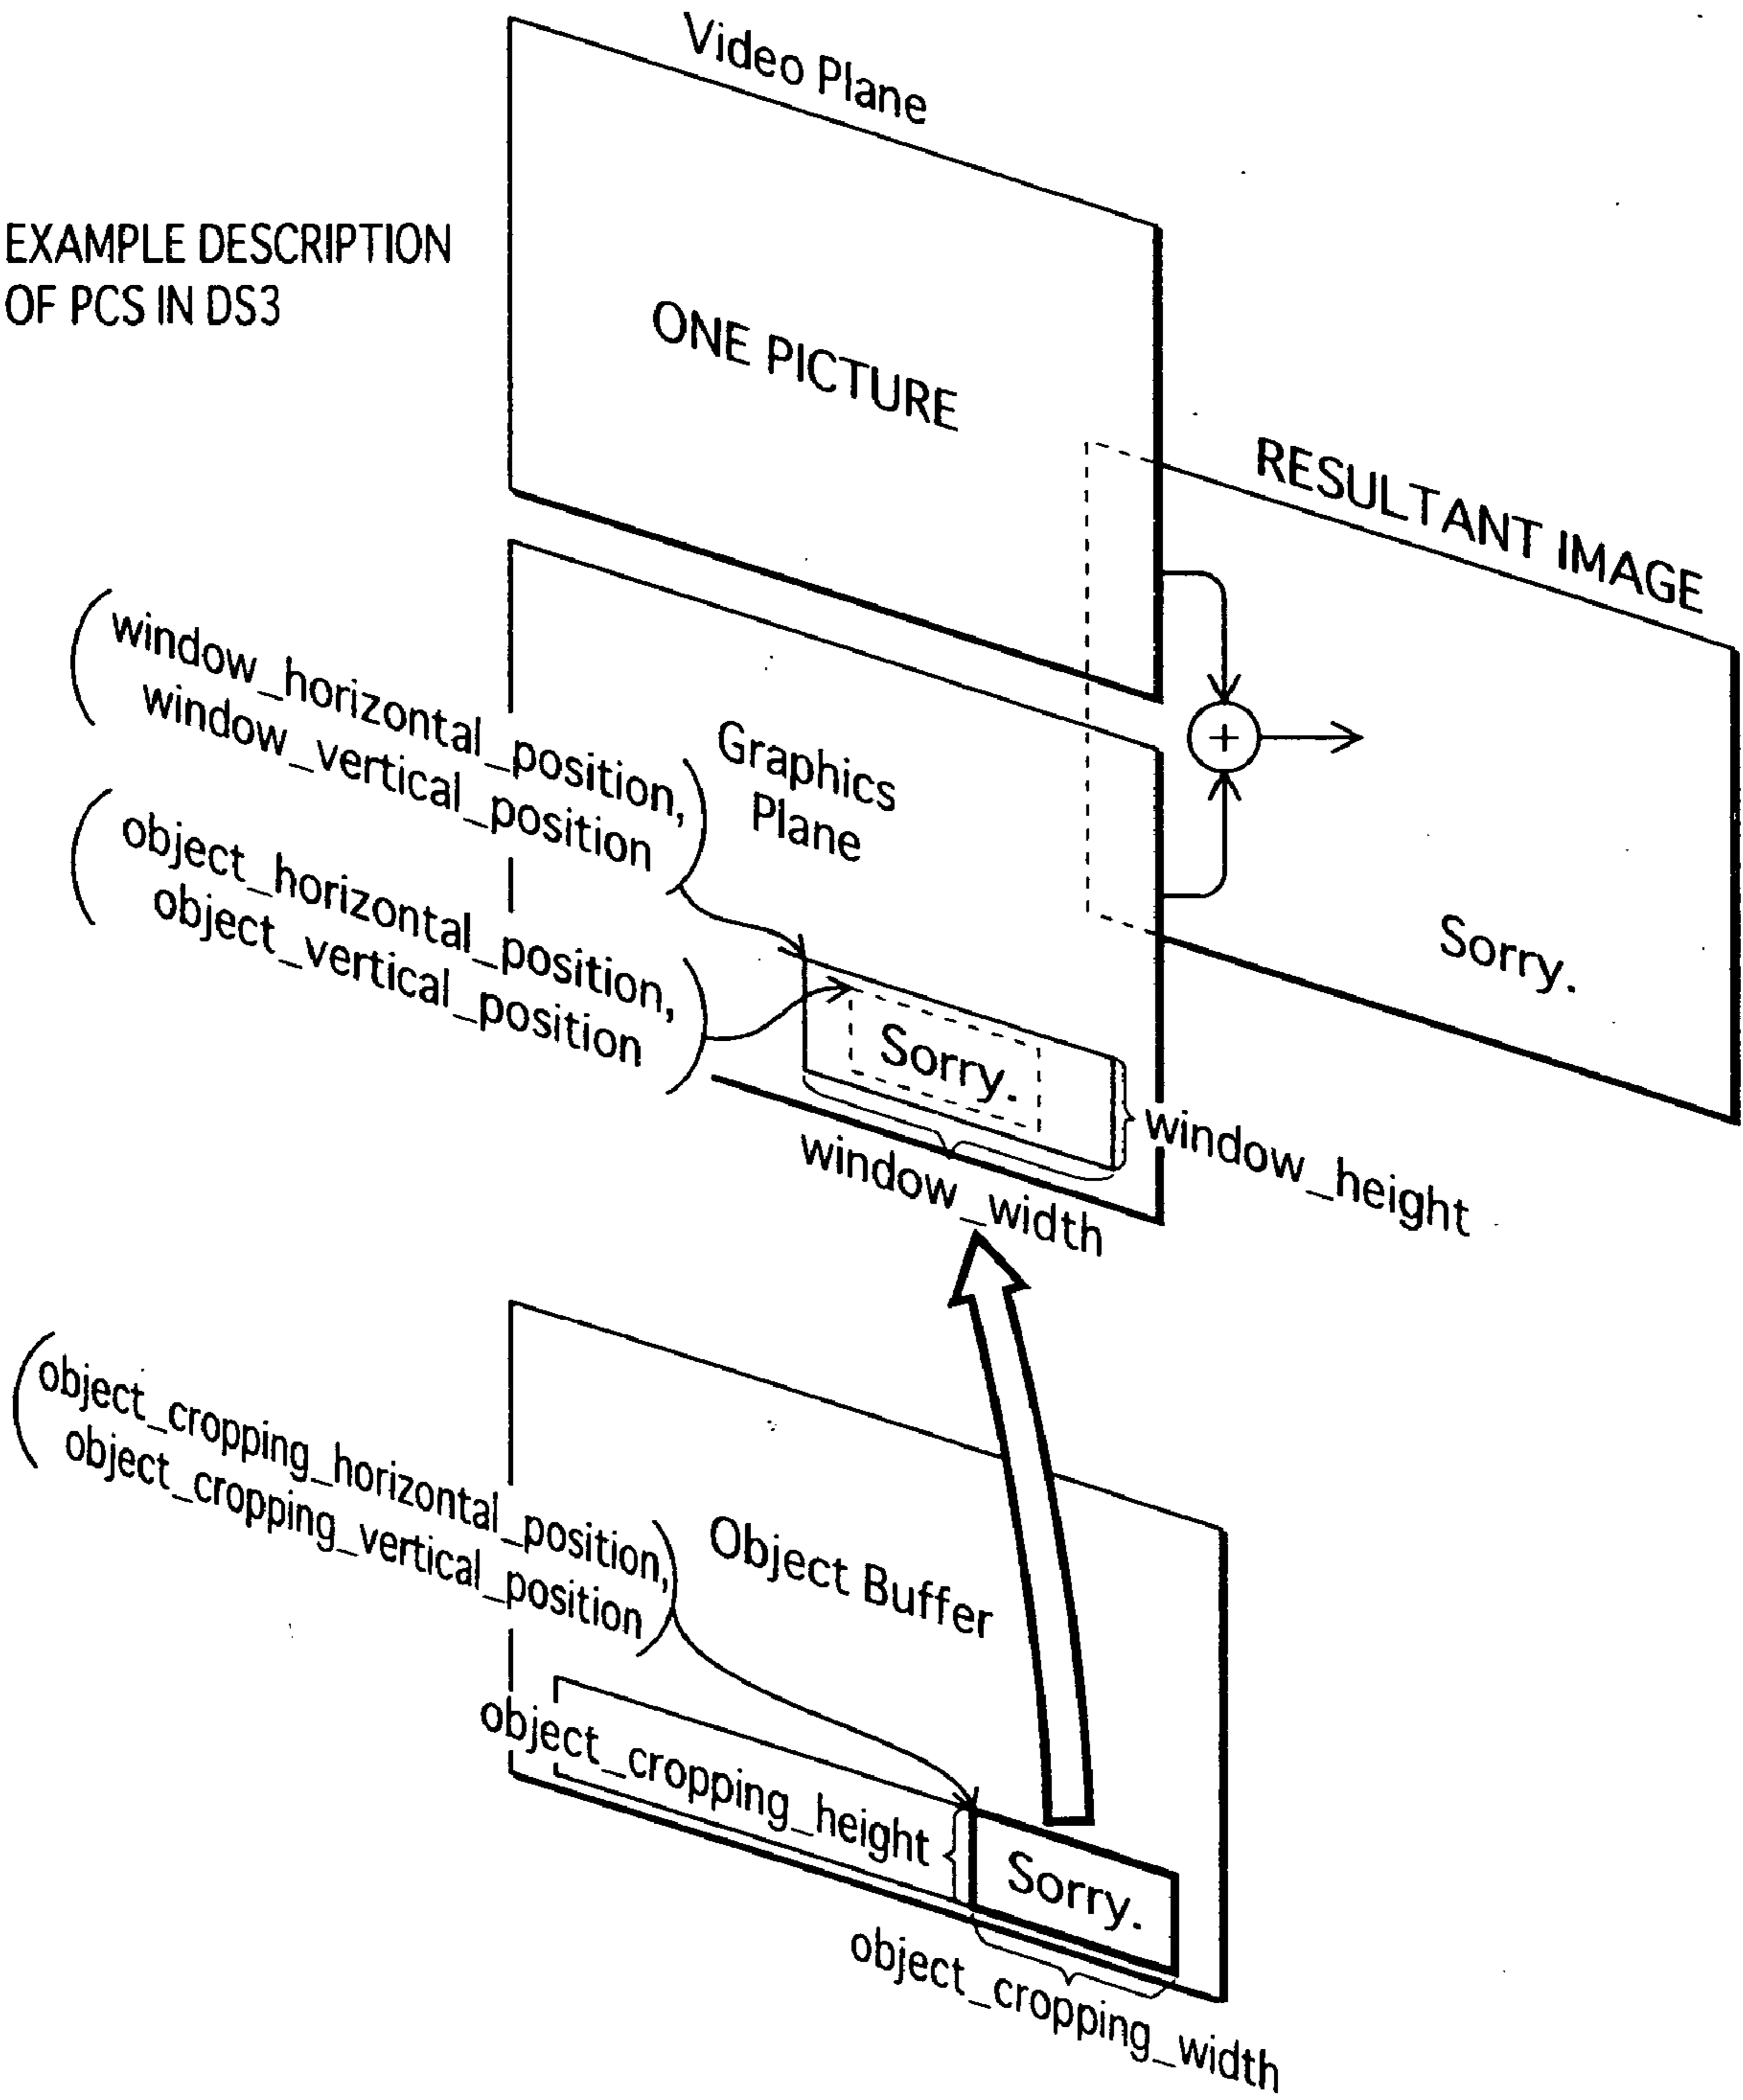 Video Plane
EXAMPLE DESCRIPTION
OF PCS IN DS3
ONE PICTURE
RESULTANT IMAGE
(window_horizontal_position,
window_vertical_position)
Graphics
Plane
(object_horizontal_position,
object_vertical_position)
+
Sorry.
Sorry.
window_height
window_width
(object_cropping_horizontal_position,
object_cropping_vertical_position)
Object Buffer
object_cropping_height
Sorry.
object_cropping_width